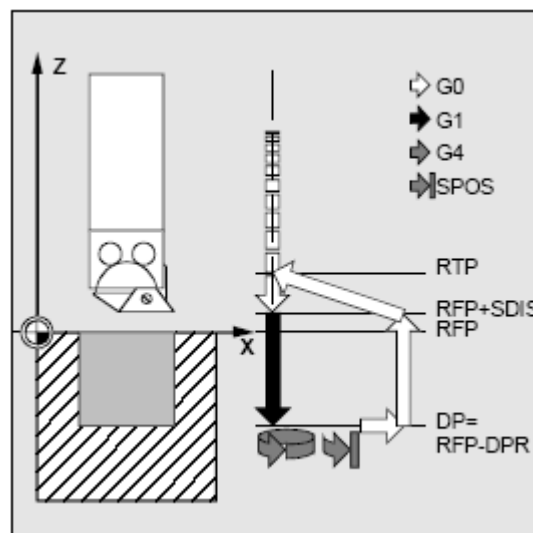 Z
G0
G1
G4
SPOS
RTP
RFP+SDIS
RFP
X
DP=
RFP-DPR